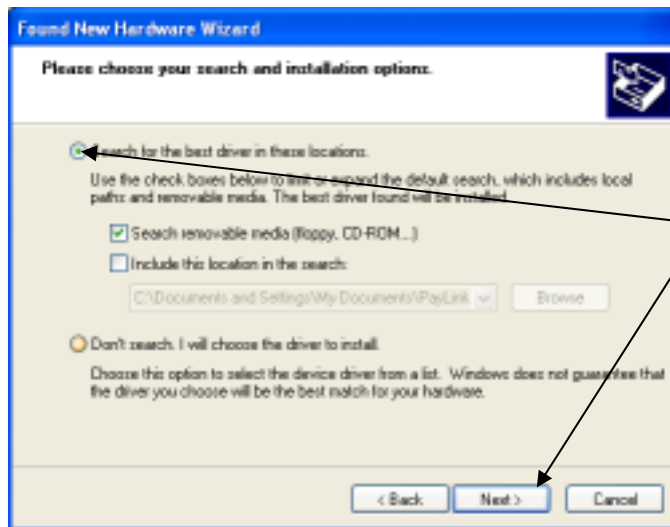 Found New Hardware Wizard
Please choose your search and installation options.
Search for the best driver in these locations.
Use the check boxes below to limit or expand the default search, which includes local
paths and removable media. The best driver found will be installed.
Search removable media (floppy, CD-ROM...)
Include this location in the search:
C:\Documents and Settings\My Documents\PayLink
Browse
Don't search. I will choose the driver to install.
Choose this option to select the device driver from a list. Windows does not guarantee that
the driver you choose will be the best match for your hardware.
< Back
Next >
Cancel